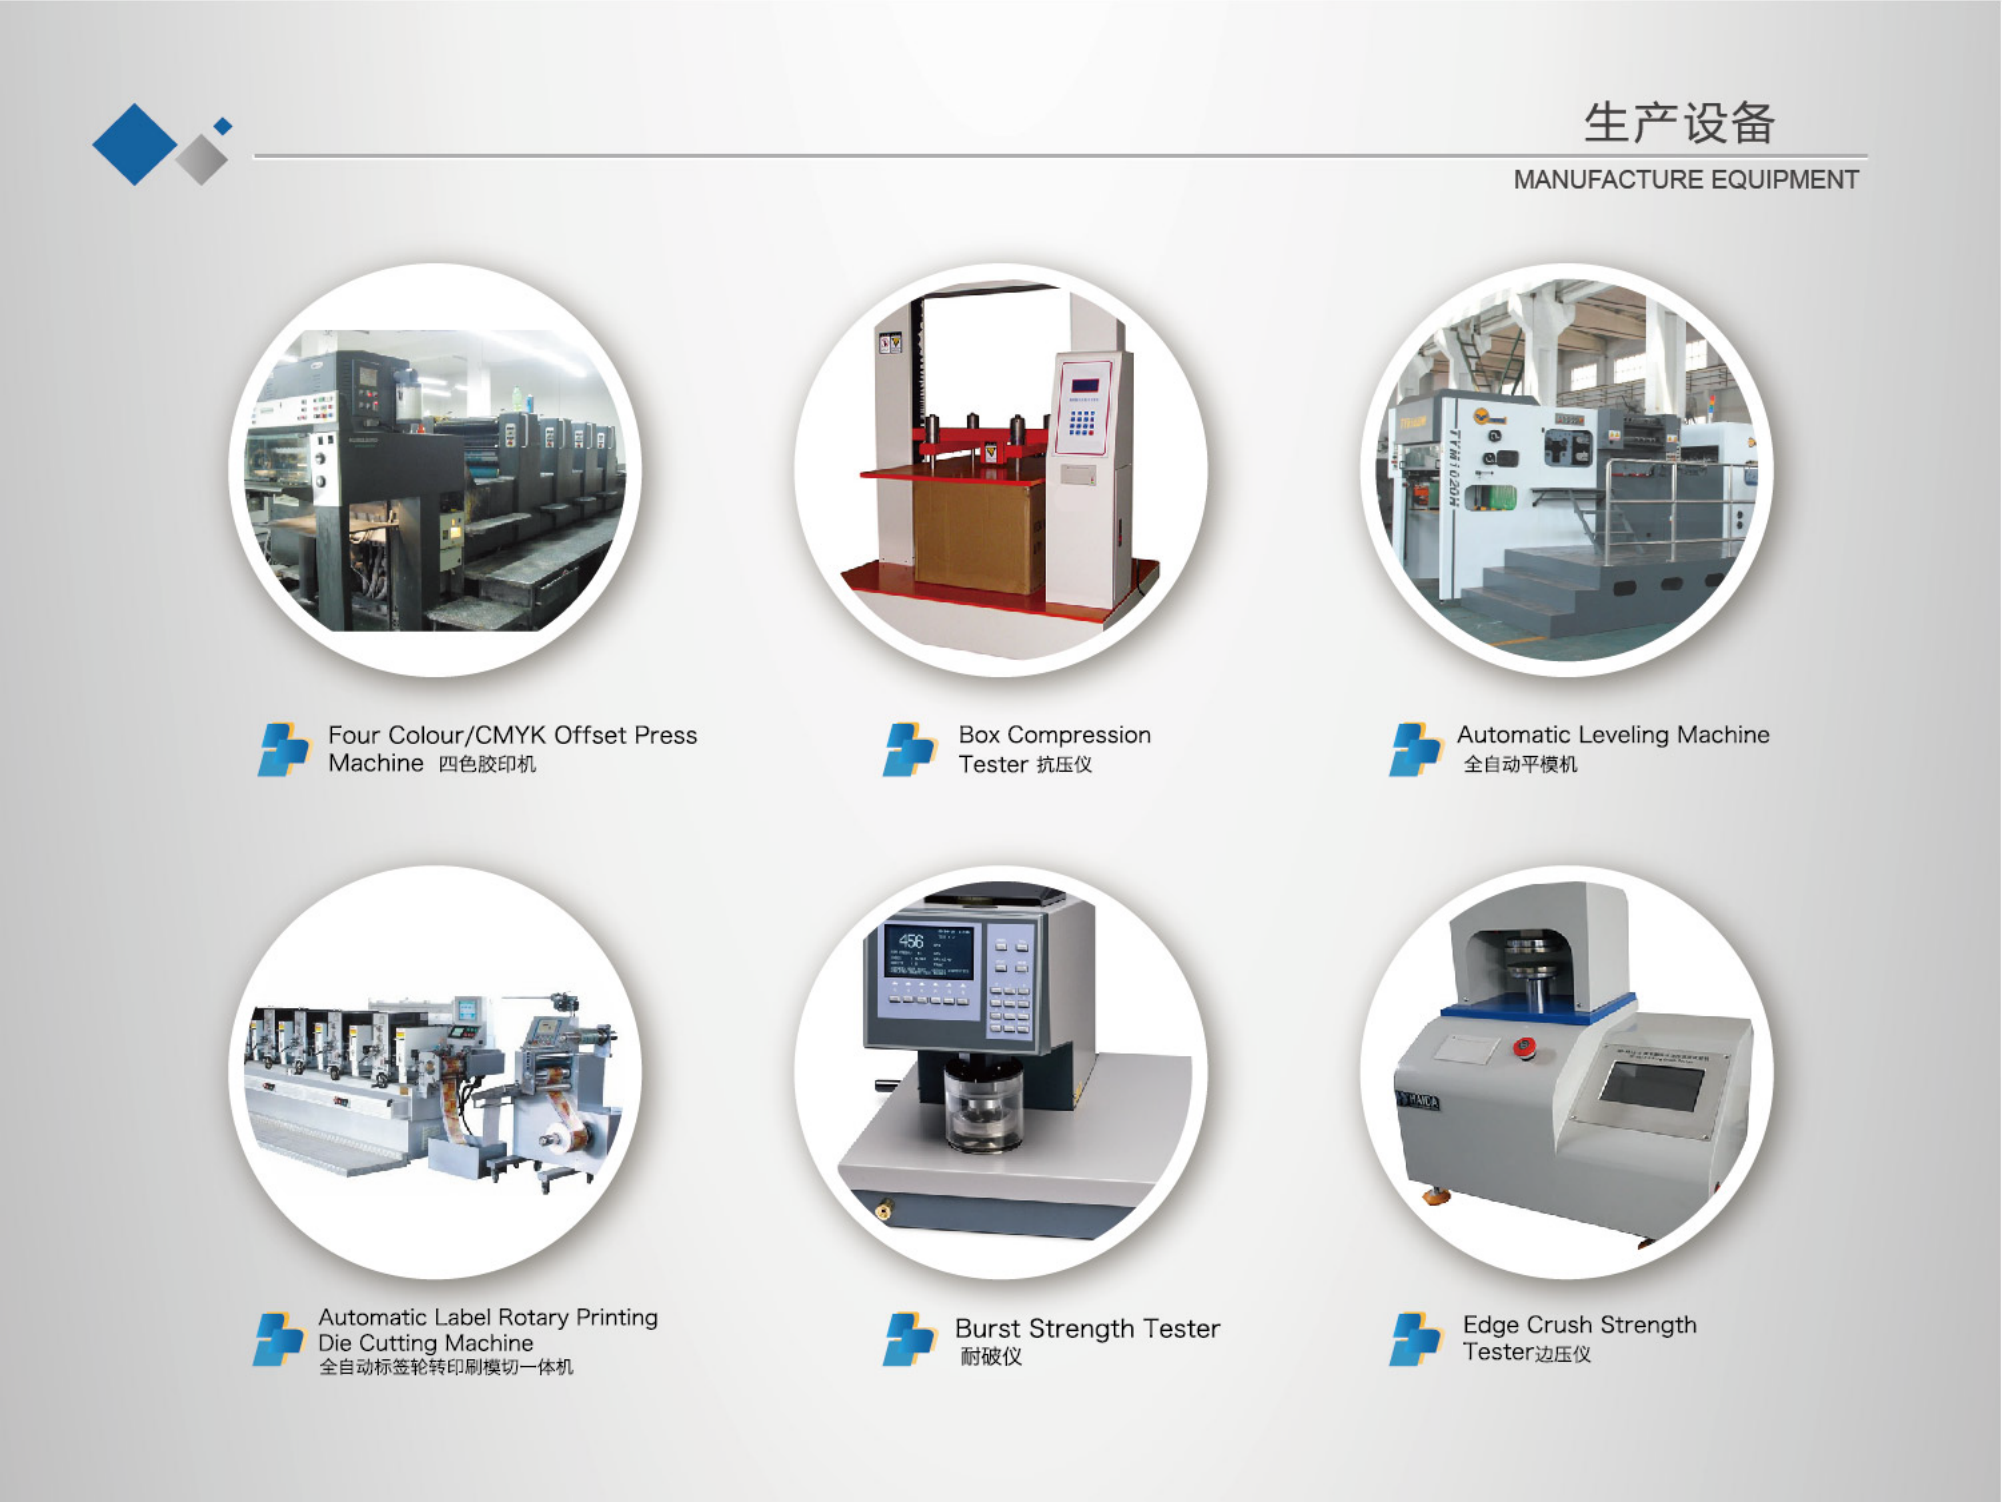 生产设备
MANUFACTURE EQUIPMENT
TYM1020H
Four Colour/CMYK Offset Press
Machine 四色胶印机
Box Compression
Tester 抗压仪
Automatic Leveling Machine
全自动平模机
456
HAIDA
Automatic Label Rotary Printing
Die Cutting Machine
全自动标签轮转印刷模切一体机
Burst Strength Tester
耐破仪
Edge Crush Strength
Tester边压仪